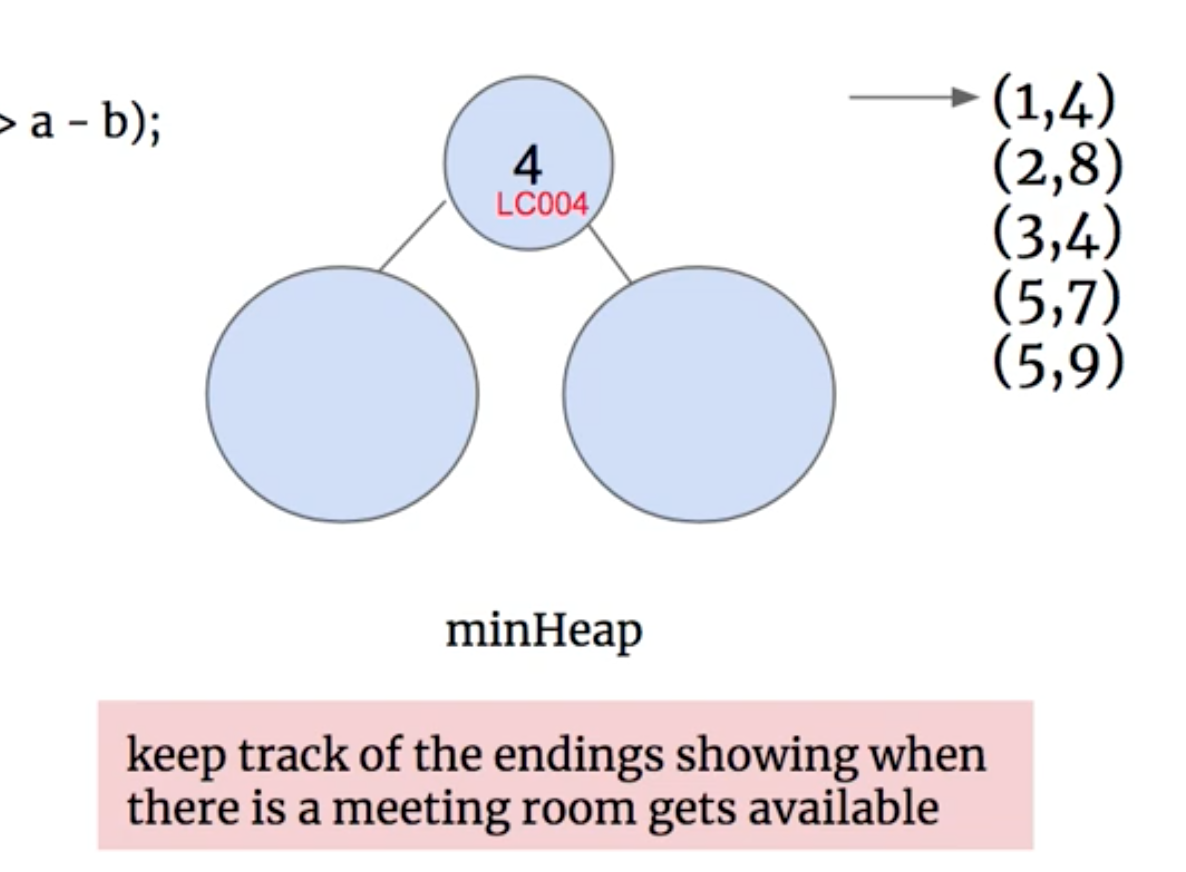 > a - b);
4
LC004
(1,4)
(2,8)
(3,4)
(5,7)
(5,9)
minHeap
keep track of the endings showing when
there is a meeting room gets available